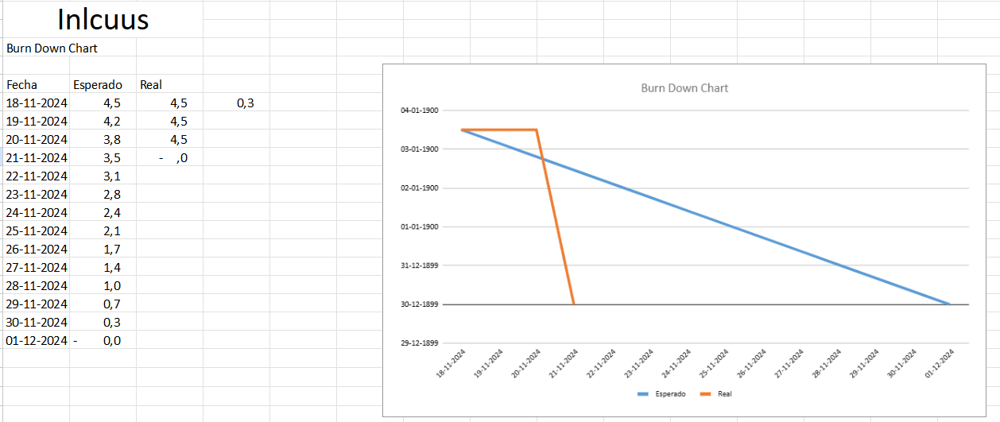 Inlcuus
Burn Down Chart
Fecha Esperado Real
18-11-2024 4,5 4,5 0,3
19-11-2024 4,2 4,5
20-11-2024 3,8 4,5
21-11-2024 3,5 - ,0
22-11-2024 3,1
23-11-2024 2,8
24-11-2024 2,4
25-11-2024 2,1
26-11-2024 1,7
27-11-2024 1,4
28-11-2024 1,0
29-11-2024 0,7
30-11-2024 0,3
01-12-2024 - 0,0
Burn Down Chart
04-01-1900
03-01-1900
02-01-1900
01-01-1900
31-12-1899
30-12-1899
29-12-1899
18-11-2024 19-11-2024 20-11-2024 21-11-2024 22-11-2024 23-11-2024 24-11-2024 25-11-2024 26-11-2024 27-11-2024 28-11-2024 29-11-2024 30-11-2024 01-12-2024
Esperado Real